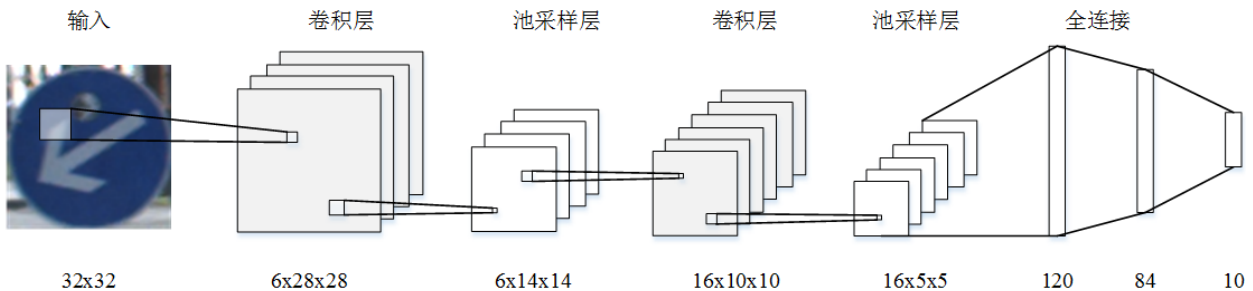 输入 卷积层 池采样层 卷积层 池采样层 全连接
32x32 6x28x28 6x14x14 16x10x10 16x5x5 120 84 10